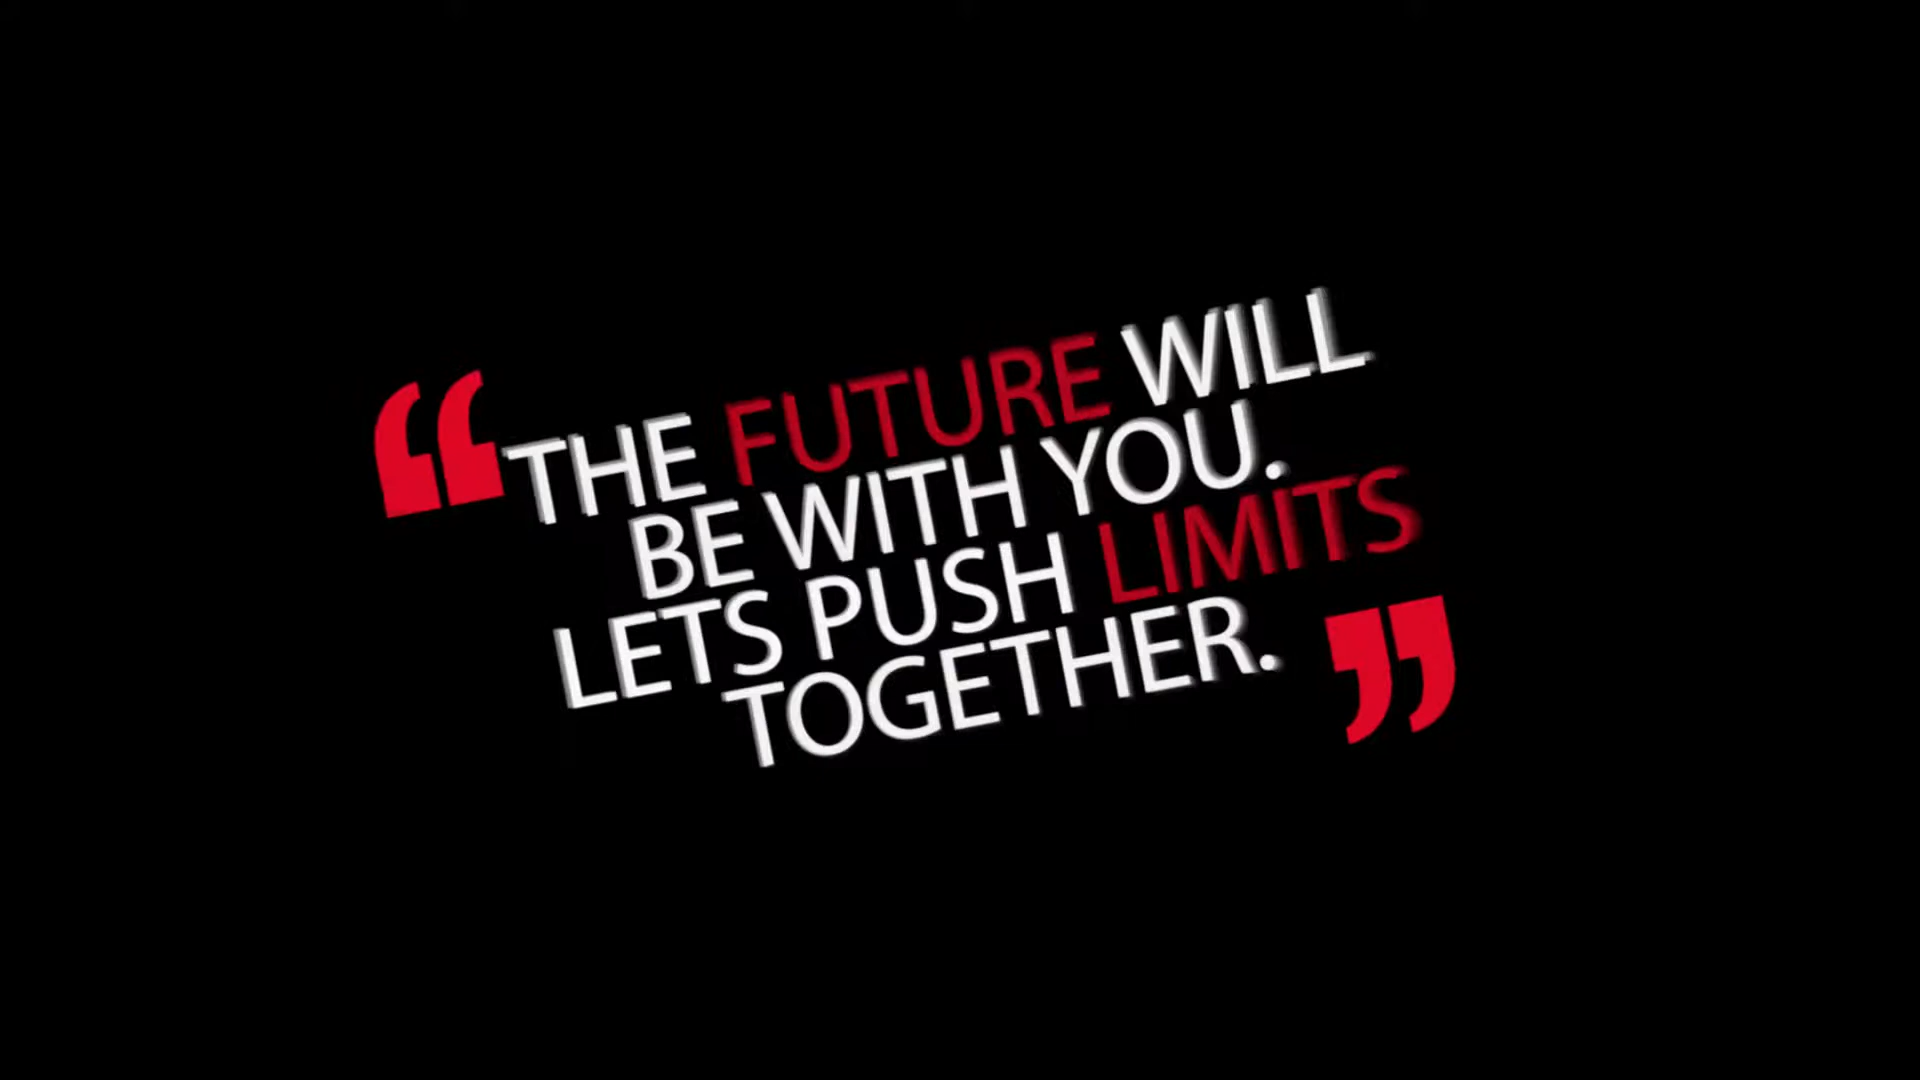 “THE FUTURE WILL
BE WITH YOU.
LETS PUSH LIMITS
TOGETHER.”